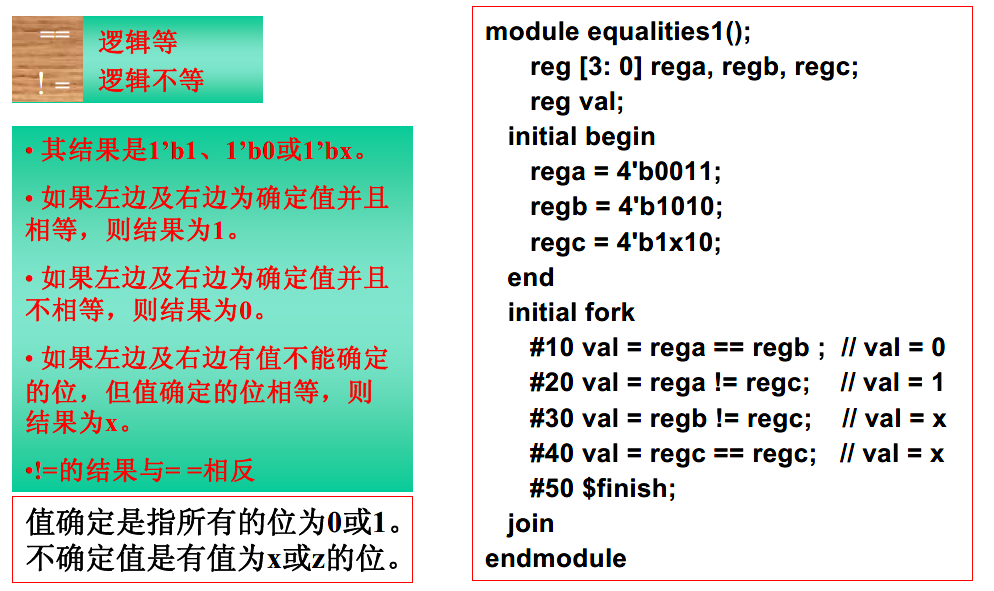 ==
逻辑等
!=
逻辑不等
• 其结果是1’b1、1’b0或1’bx。
• 如果左边及右边为确定值并且
相等，则结果为1。
• 如果左边及右边为确定值并且
不相等，则结果为0。
• 如果左边及右边有值不能确定
的位，但值确定的位相等，则
结果为x。
•!=的结果与= =相反
值确定是指所有的位为0或1。
不确定值是有值为x或z的位。
module equalities1();
reg [3: 0] rega, regb, regc;
reg val;
initial begin
rega = 4'b0011;
regb = 4'b1010;
regc = 4'b1x10;
end
initial fork
#10 val = rega == regb ; // val = 0
#20 val = rega != regc; // val = 1
#30 val = regb != regc; // val = x
#40 val = regc == regc; // val = x
#50 $finish;
join
endmodule